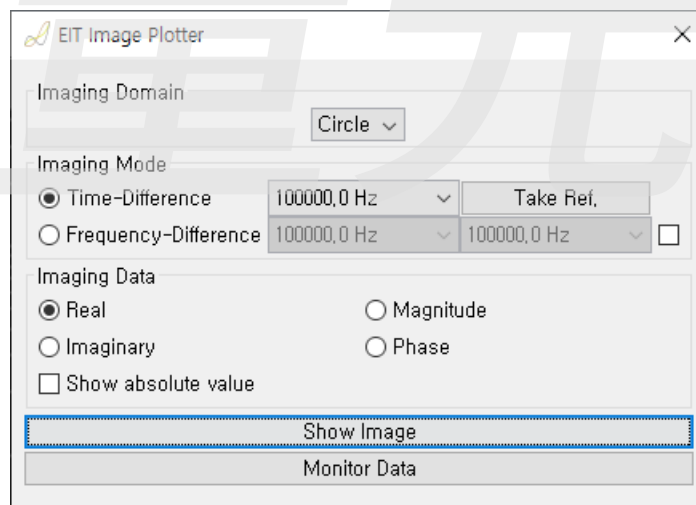 EIT Image Plotter
Imaging Domain
Circle
Imaging Mode
Time-Difference 100000,0 Hz Take Ref,
Frequency-Difference 100000,0 Hz 100000,0 Hz
Imaging Data
Real Magnitude
Imaginary Phase
Show absolute value
Show Image
Monitor Data